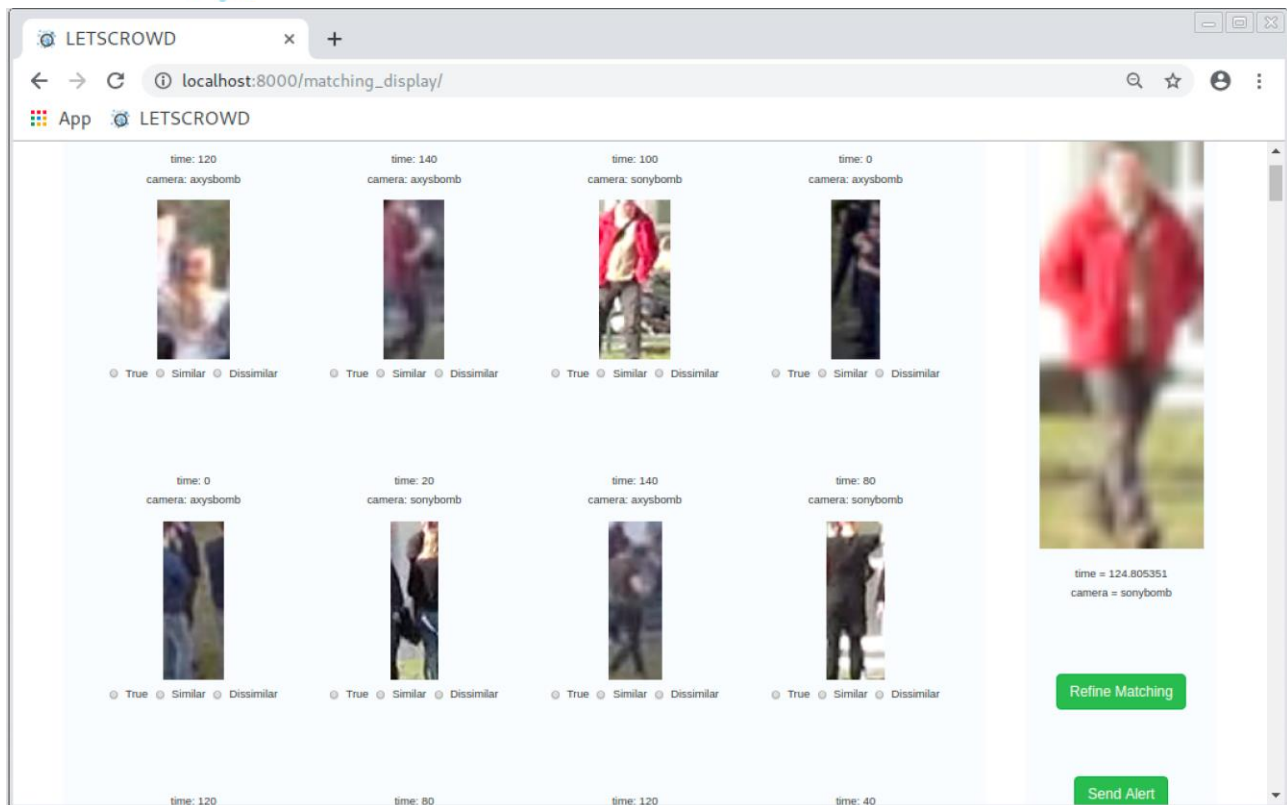 LETSCROWD
localhost:8000/matching_display/
App LETSCROWD
time: 120 time: 140 time: 100 time: 0
camera: axysbomb camera: axysbomb camera: sonybomb camera: axysbomb
True Similar Dissimilar True Similar Dissimilar True Similar Dissimilar True Similar Dissimilar
time: 0 time: 20 time: 140 time: 80
camera: axysbomb camera: sonybomb camera: axysbomb camera: sonybomb
True Similar Dissimilar True Similar Dissimilar True Similar Dissimilar True Similar Dissimilar
time: 120 time: 80 time: 120 time: 40
time = 124.805351
camera = sonybomb
Refine Matching
Send Alert